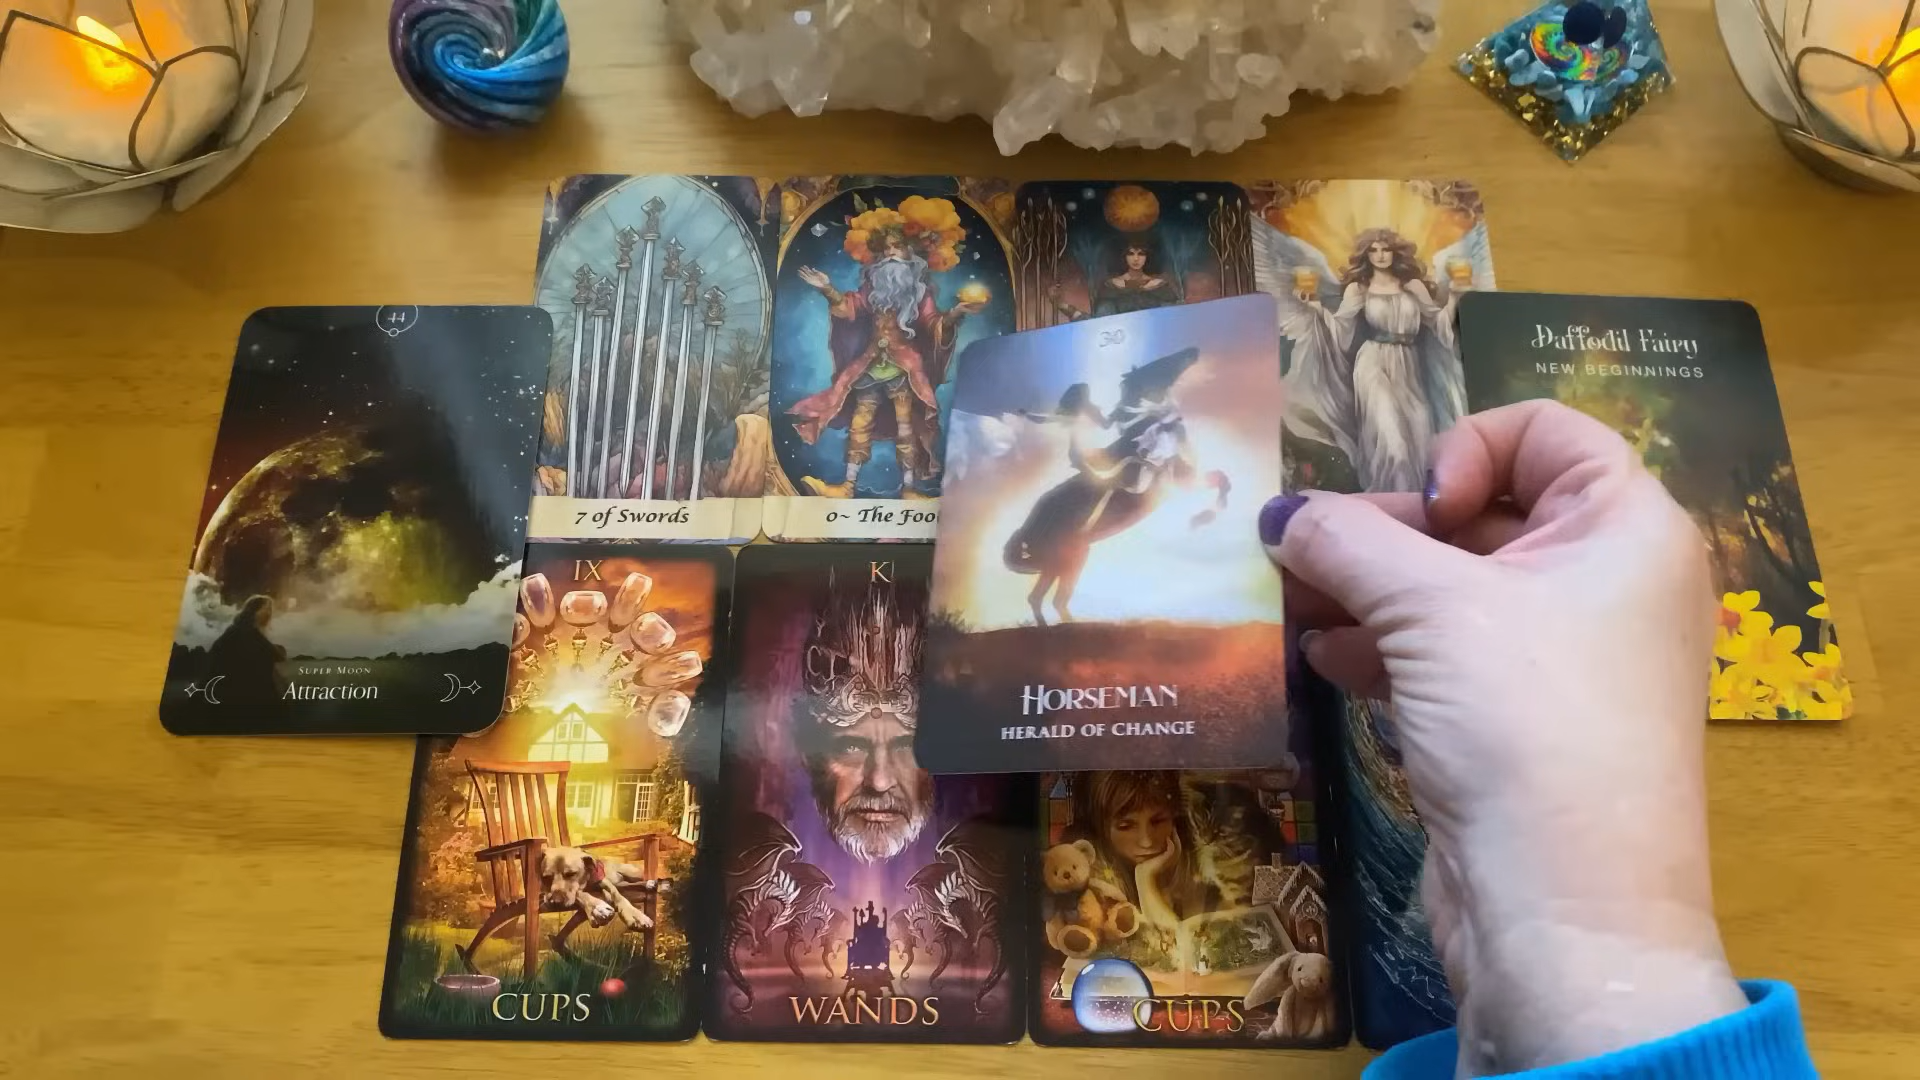 44
Super Moon
Attraction
7 of Swords
0~ The Foo
30
HORSEMAN
HERALD OF CHANGE
Daffodil Fairy
NEW BEGINNINGS
IX
CUPS
K
WANDS
CUPS